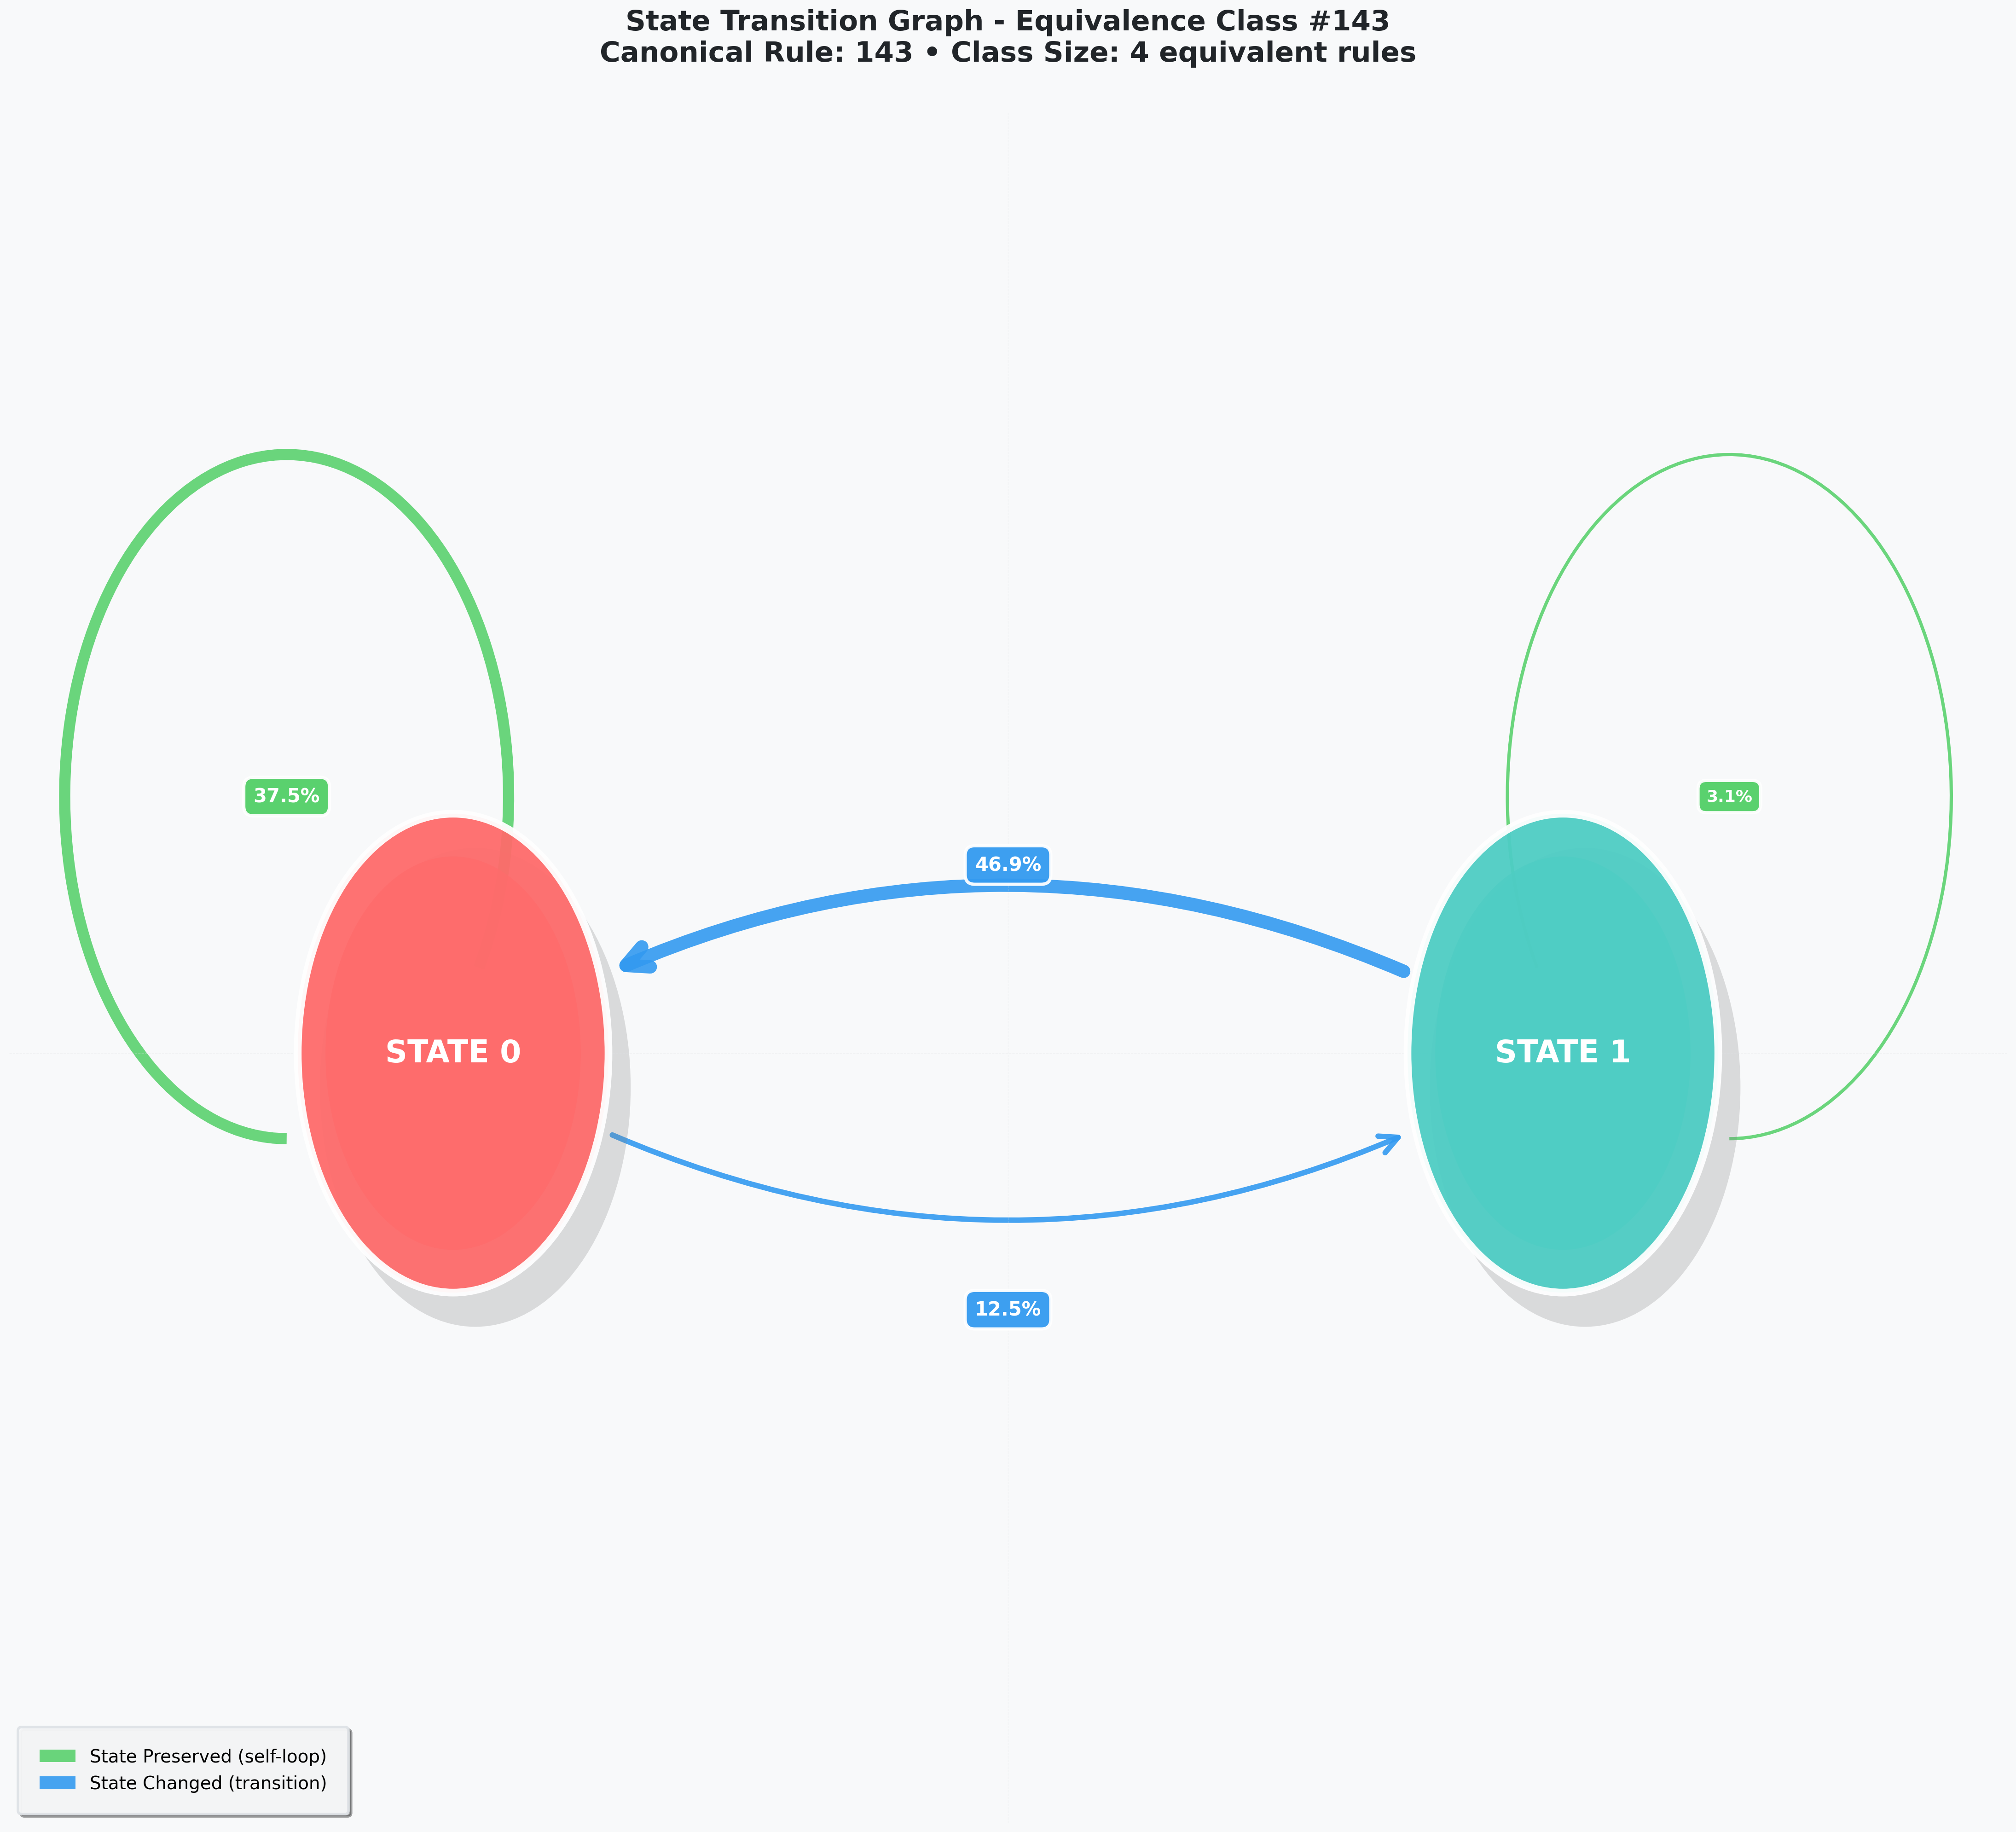 State Transition Graph - Equivalence Class #143
Canonical Rule: 143 • Class Size: 4 equivalent rules
37.5%
3.1%
46.9%
STATE 0
STATE 1
12.5%
State Preserved (self-loop)
State Changed (transition)